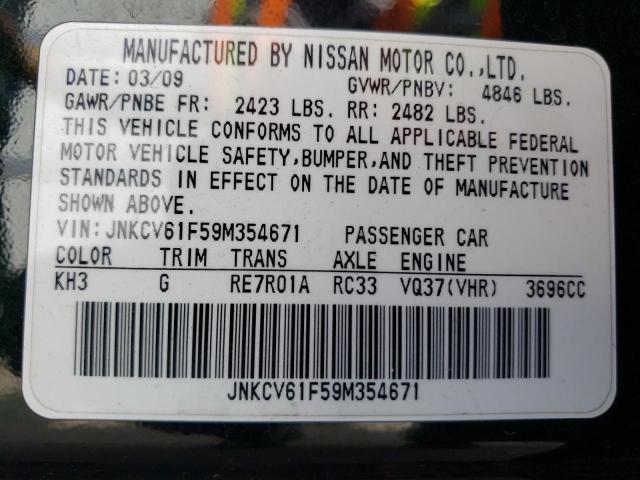 MANUFACTURED BY NISSAN MOTOR CO.,LTD.
DATE: 03/09 GVWR/PNBV: 4846 LBS.
GAWR/PNBE FR: 2423 LBS. RR: 2482 LBS.
THIS VEHICLE CONFORMS TO ALL APPLICABLE FEDERAL
MOTOR VEHICLE SAFETY,BUMPER,AND THEFT PREVENTION
STANDARDS IN EFFECT ON THE DATE OF MANUFACTURE
SHOWN ABOVE.
VIN:JNKCV61F59M354671 PASSENGER CAR
COLOR TRIM TRANS AXLE ENGINE
KH3 G RE7R01A RC33 VQ37(VHR) 3696CC
JNKCV61F59M354671